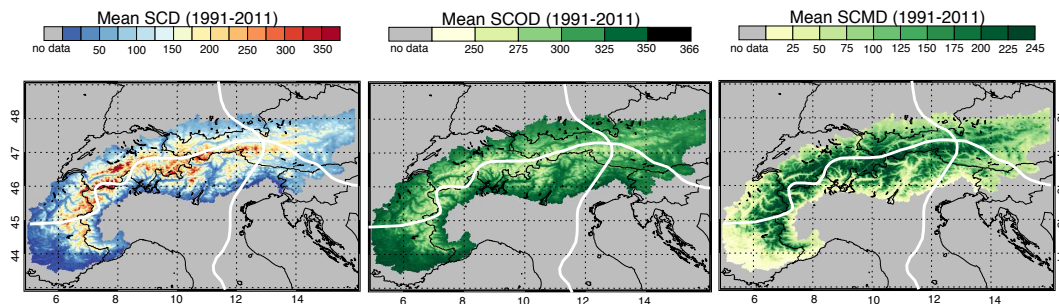 Mean SCD (1991-2011)
no data 50 100 150 200 250 300 350
48
47
46
45
44
6 8 10 12 14
Mean SCOD (1991-2011)
no data 250 275 300 325 350 366
6 8 10 12 14
Mean SCMD (1991-2011)
no data 25 50 75 100 125 150 175 200 225 245
6 8 10 12 14